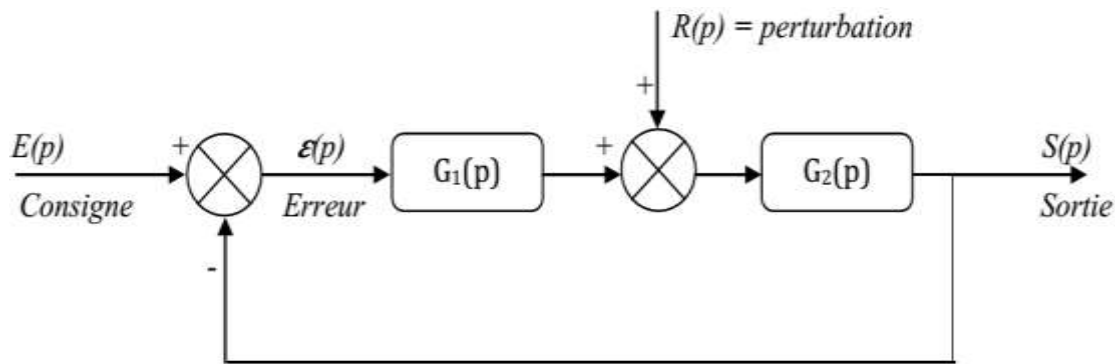 R(p) = perturbation
+
E(p)
+
ε(p)
G₁(p)
+
G₂(p)
S(p)
Consigne
Erreur
Sortie
-